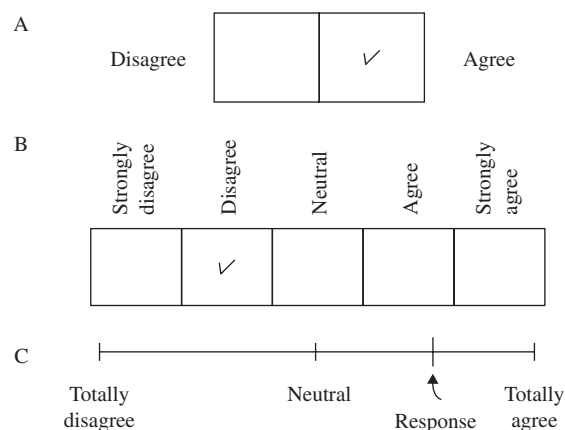 A
Disagree Agree
B
Strongly
disagree
Disagree
Neutral
Agree
Strongly
agree
C
Totally
disagree
Neutral
Response
Totally
agree